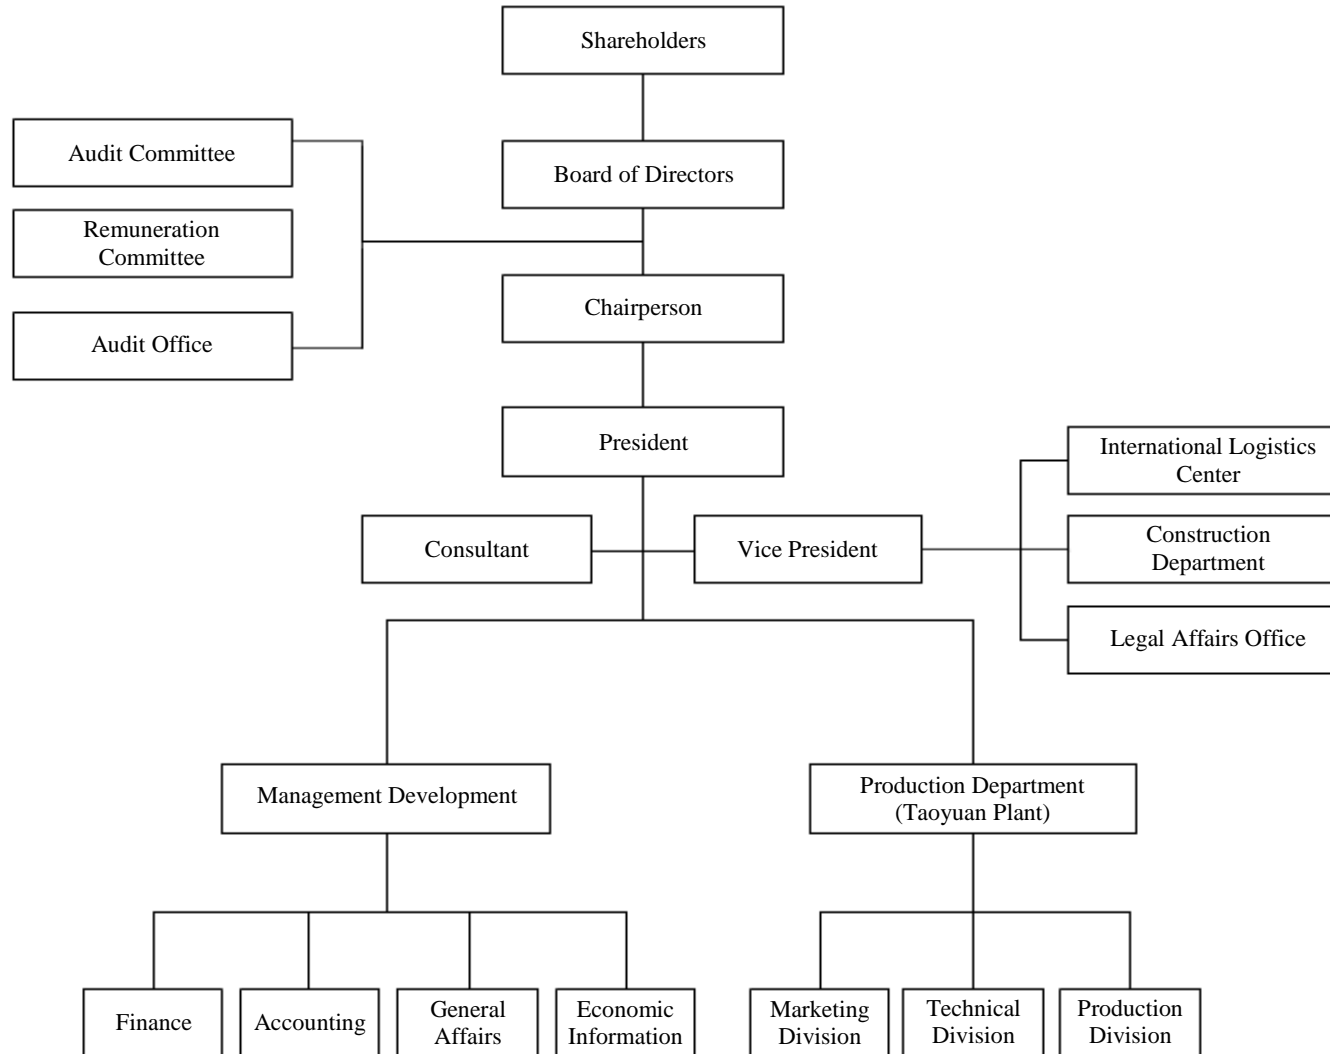 Shareholders
Audit Committee
Board of Directors
Remuneration
Committee
Chairperson
Audit Office
President
International Logistics
Center
Consultant
Vice President
Construction
Department
Legal Affairs Office
Management Development
Production Department
(Taoyuan Plant)
Finance
Accounting
General
Affairs
Economic
Information
Marketing
Division
Technical
Division
Production
Division